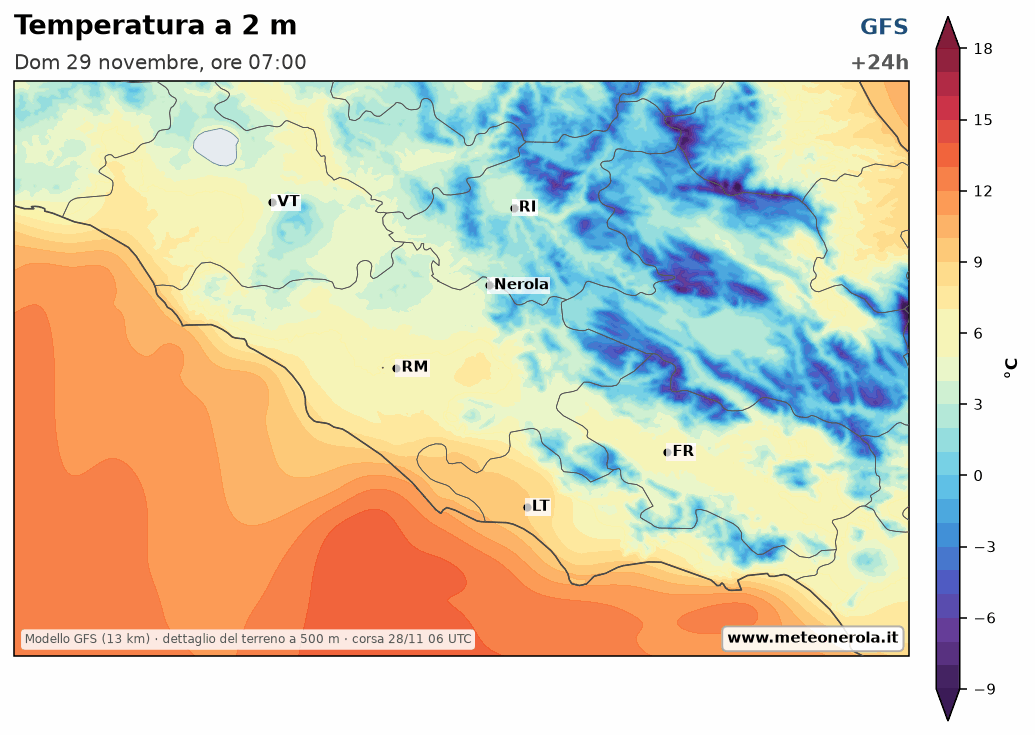 Temperatura a 2 m
GFS
Dom 29 novembre, ore 07:00
+24h
VT
RI
Nerola
RM
FR
LT
Modello GFS (13 km) · dettaglio del terreno a 500 m · corsa 28/11 06 UTC
www.meteonerola.it
18
15
12
9
6
3
0
−3
−6
−9
°C